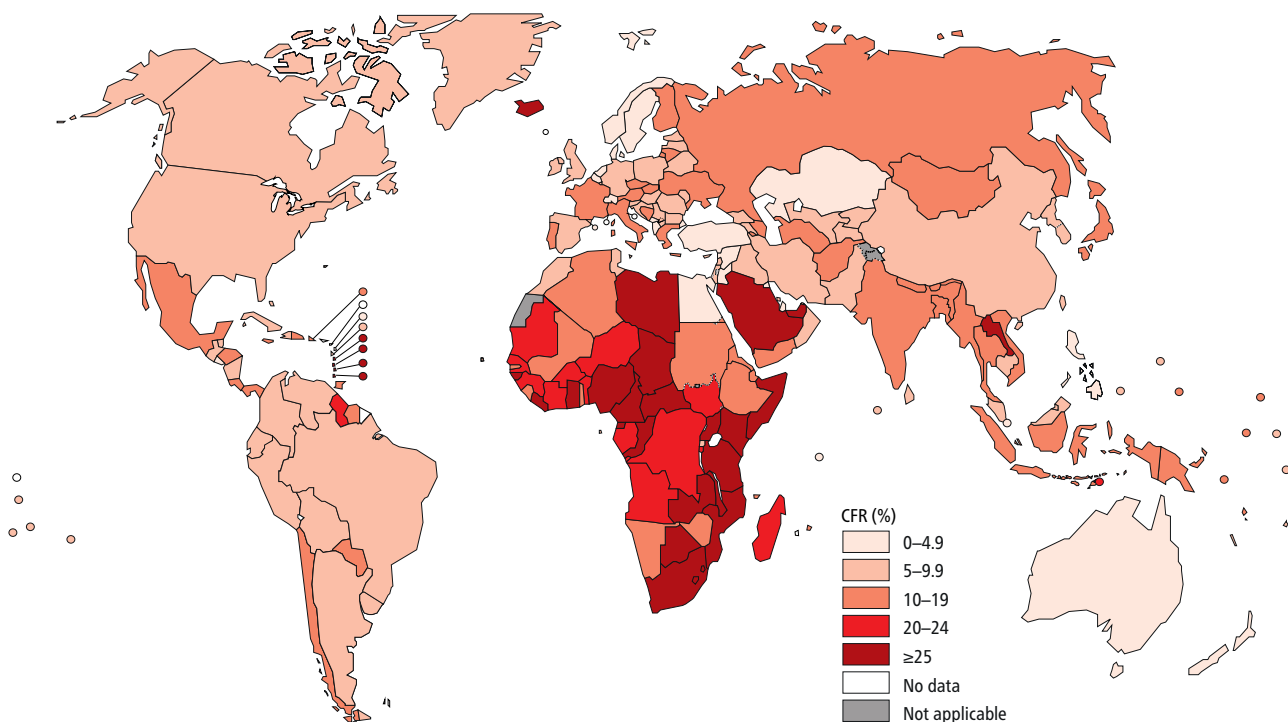 CFR (%)
0–4.9
5–9.9
10–19
20–24
≥25
No data
Not applicable